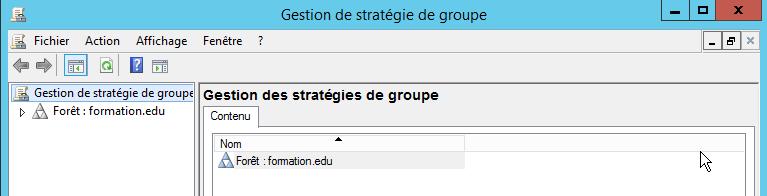 Gestion de stratégie de groupe
Fichier Action Affichage Fenêtre ?
Gestion de stratégie de groupe
Forêt : formation.edu
Gestion des stratégies de groupe
Contenu
Nom
Forêt : formation.edu